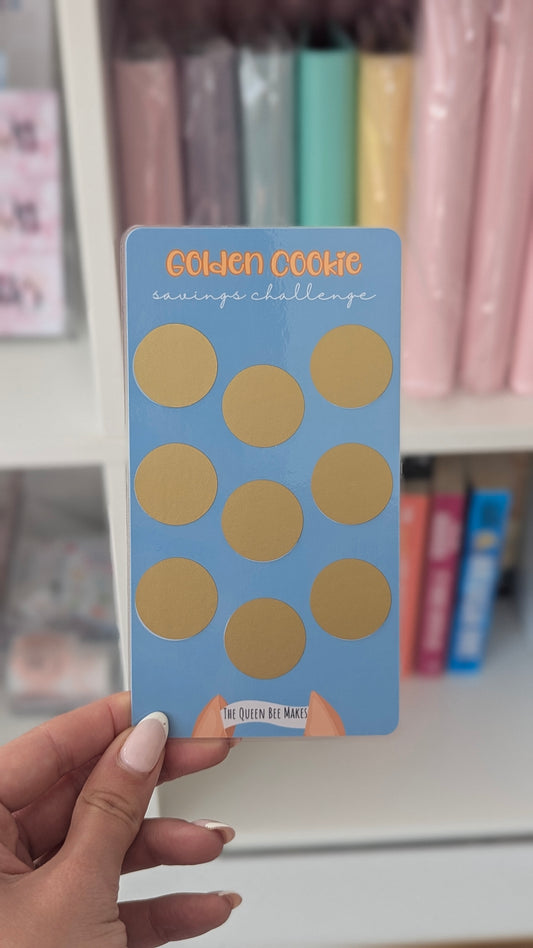 Golden Cookie
savings challenge
The Queen Bee Makes